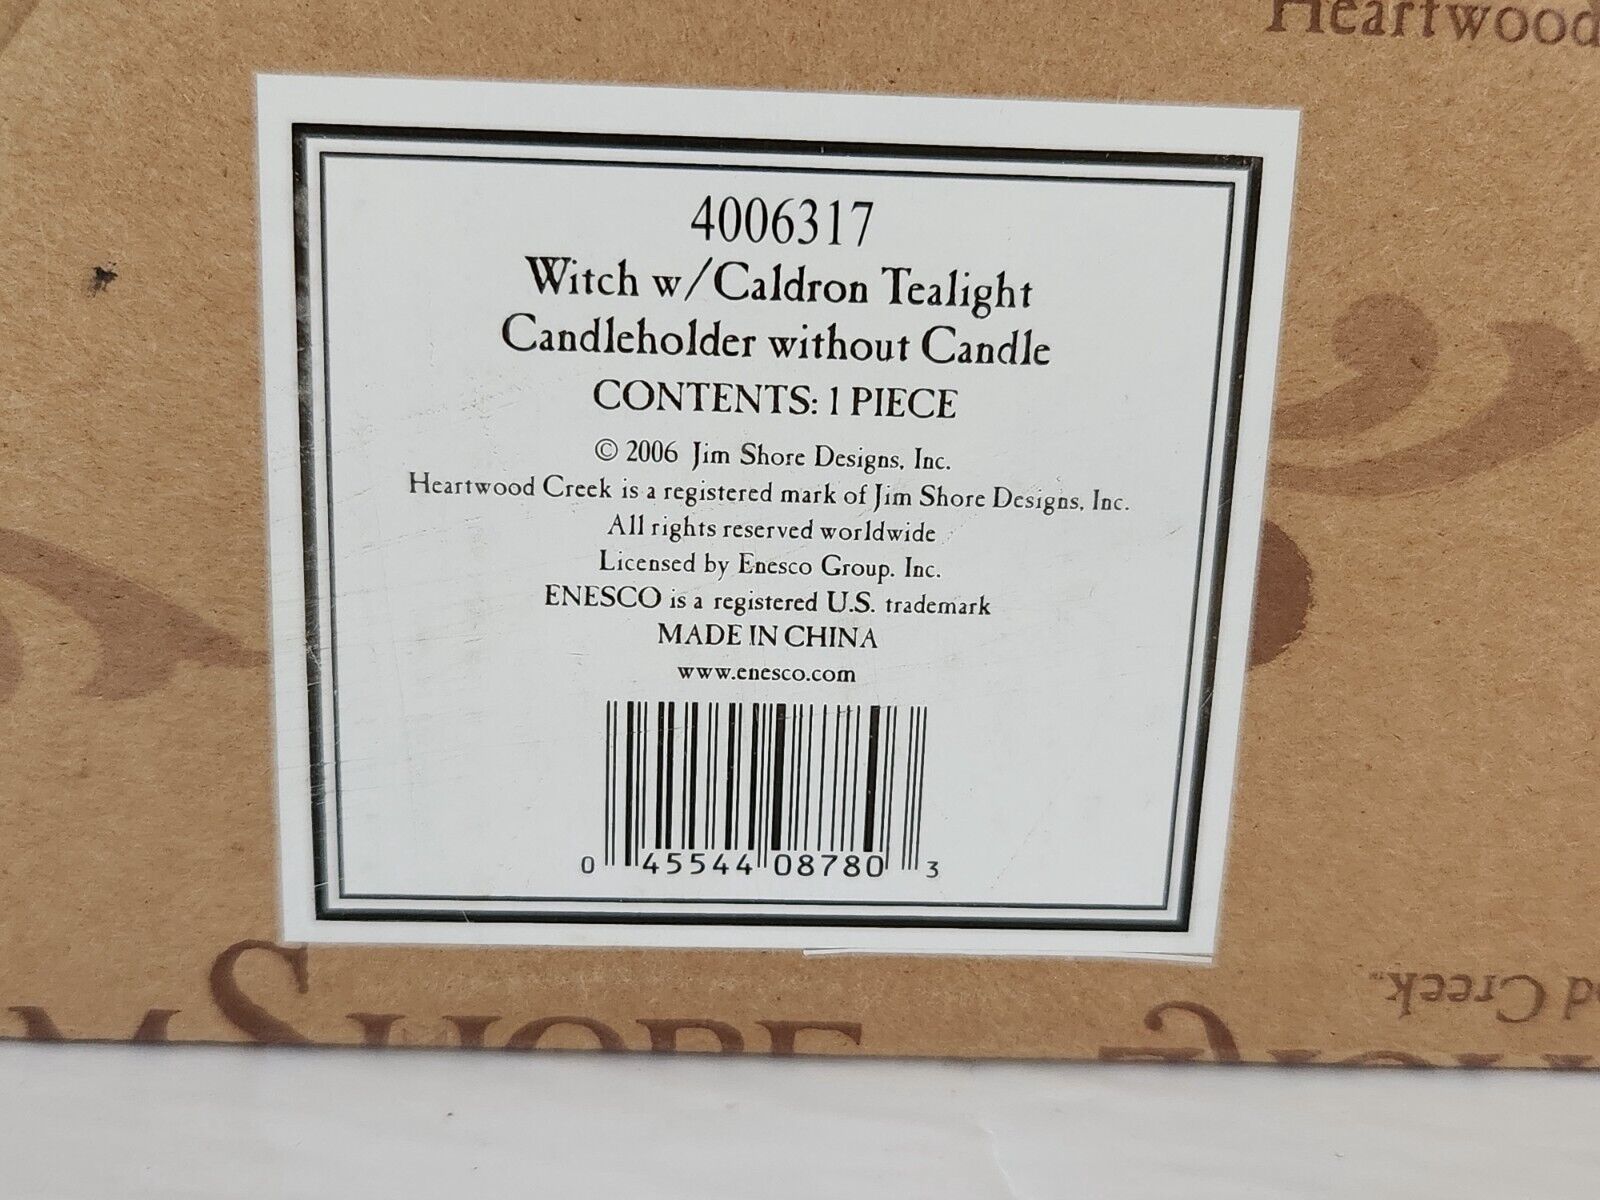 Heartwood
4006317
Witch w/Caldron Tealight
Candleholder without Candle
CONTENTS: 1 PIECE
© 2006 Jim Shore Designs, Inc.
Heartwood Creek is a registered mark of Jim Shore Designs, Inc.
All rights reserved worldwide
Licensed by Enesco Group. Inc.
ENESCO is a registered U.S. trademark
MADE IN CHINA
www.enesco.com
0 45544 08780 3
Creek™
M SHORE